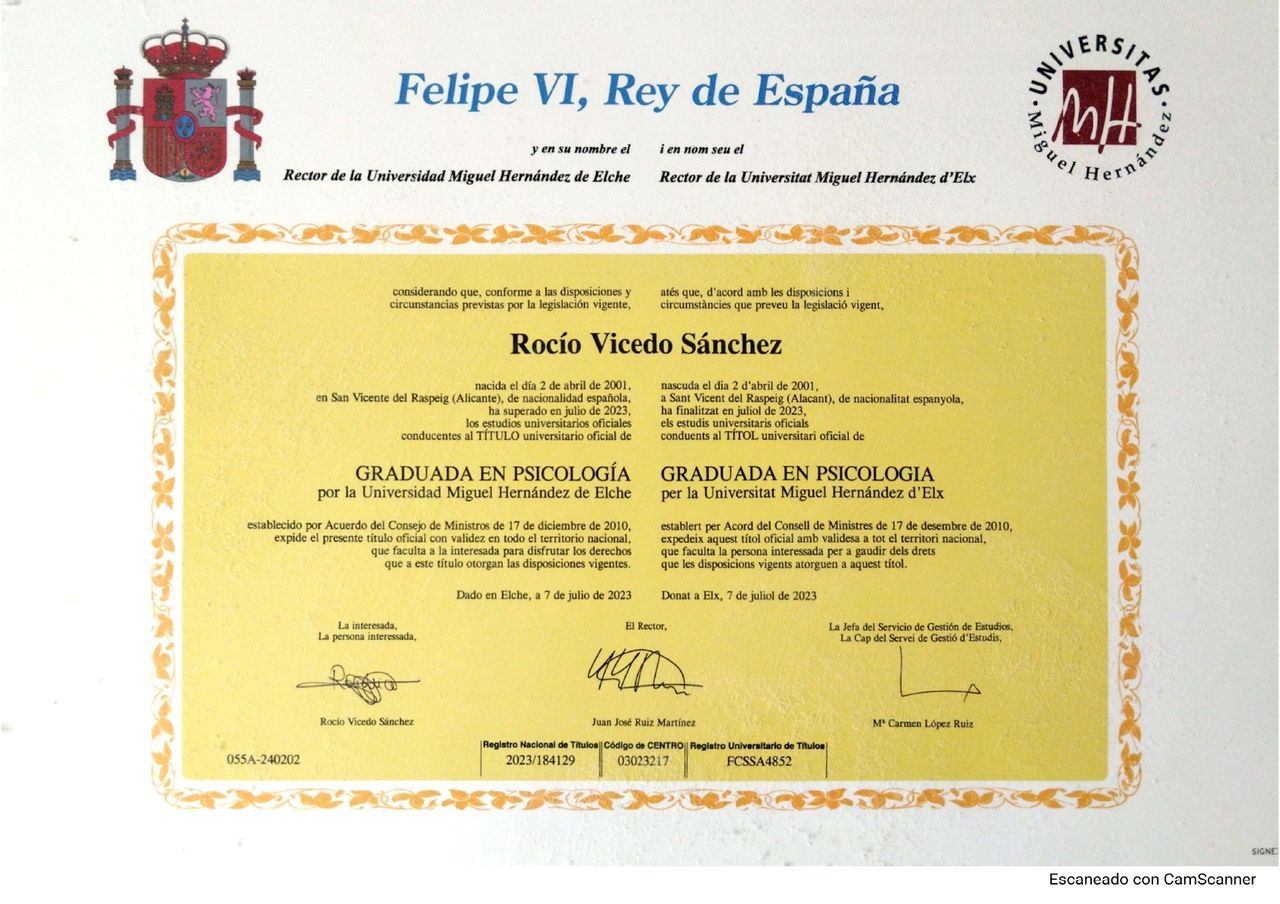 Felipe VI, Rey de España
UNIVERSITAS
Miguel Hernández
MH
y en su nombre el
Rector de la Universidad Miguel Hernández de Elche
i en nom seu el
Rector de la Universitat Miguel Hernández d'Elx
considerando que, conforme a las disposiciones y
circunstancias previstas por la legislación vigente,
atés que, d'acord amb les disposicions i
circumstàncies que preveu la legislació vigent,
Rocío Vicedo Sánchez
nacida el día 2 de abril de 2001,
en San Vicente del Raspeig (Alicante), de nacionalidad española,
ha superado en julio de 2023,
los estudios universitarios oficiales
conducentes al TÍTULO universitario oficial de
nascuda el dia 2 d'abril de 2001,
a Sant Vicent del Raspeig (Alacant), de nacionalitat espanyola,
ha finalitzat en juliol de 2023,
els estudis universitaris oficials
conduents al TÍTOL universitari oficial de
GRADUADA EN PSICOLOGÍA
por la Universidad Miguel Hernández de Elche
GRADUADA EN PSICOLOGIA
per la Universitat Miguel Hernández d'Elx
establecido por Acuerdo del Consejo de Ministros de 17 de diciembre de 2010,
expide el presente título oficial con validez en todo el territorio nacional,
que faculta a la interesada para disfrutar los derechos
que a este título otorgan las disposiciones vigentes.
establert per Acord del Consell de Ministres de 17 de desembre de 2010,
expedeix aquest títol oficial amb validesa a tot el territori nacional,
que faculta la persona interessada per a gaudir dels drets
que les disposicions vigents atorguen a aquest títol.
Dado en Elche, a 7 de julio de 2023
Donat a Elx, 7 de juliol de 2023
La interesada,
La persona interessada,
El Rector,
La Jefa del Servicio de Gestión de Estudios,
La Cap del Servei de Gestió d'Estudis,
Rocío Vicedo Sánchez
Juan José Ruiz Martínez
Mª Carmen López Ruiz
055A-240202
Registro Nacional de Títulos
2023/184129
Código de CENTRO
03023217
Registro Universitario de Títulos
FCSSA4852
SIGNE
Escaneado con CamScanner